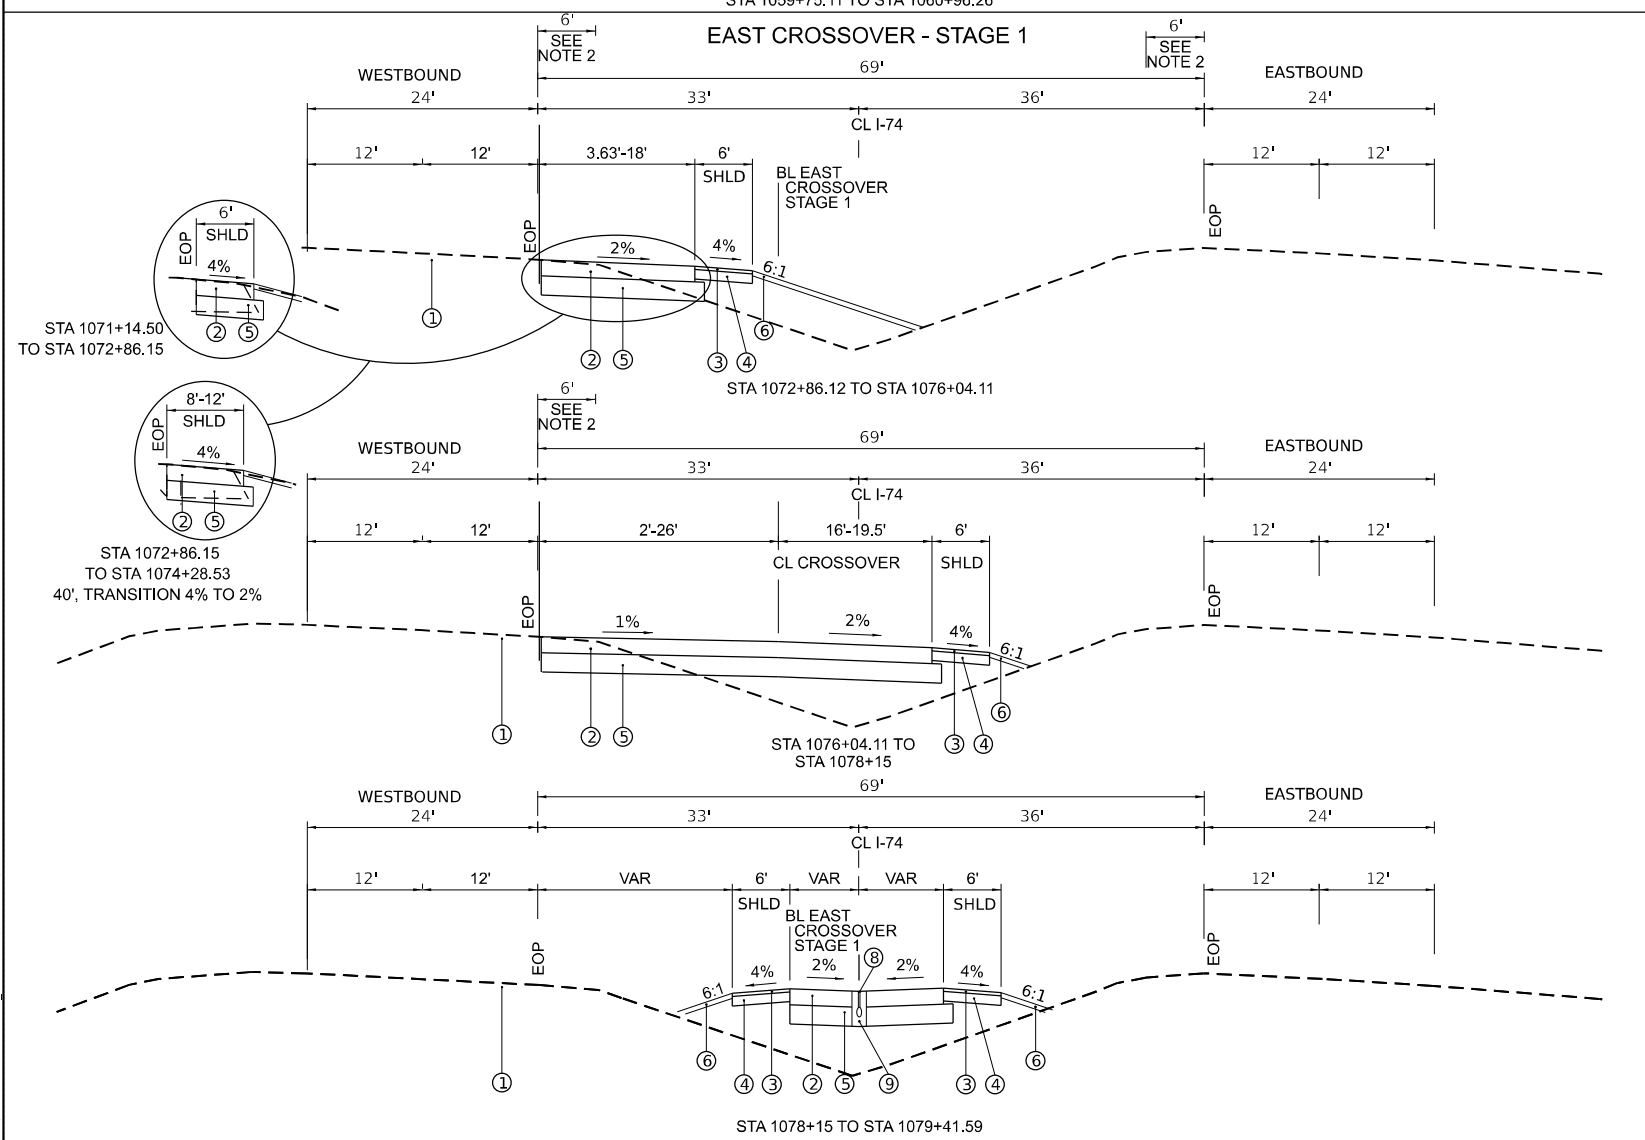 STA 1059+75.11 TO STA 1060+96.26
EAST CROSSOVER - STAGE 1
6'
SEE
NOTE 2
6'
SEE
NOTE 2
69'
WESTBOUND
EASTBOUND
24'
33'
36'
24'
CL I-74
12'
12'
3.63'-18'
6'
SHLD
BL EAST
CROSSOVER
STAGE 1
12'
12'
EOP
EOP
2%
4%
6:1
1
2
5
3
4
6
STA 1072+86.12 TO STA 1076+04.11
6'
SHLD
EOP
4%
2
5
STA 1071+14.50
TO STA 1072+86.15
8'-12'
SHLD
EOP
4%
2
5
STA 1072+86.15
TO STA 1074+28.53
40', TRANSITION 4% TO 2%
6'
SEE
NOTE 2
69'
WESTBOUND
EASTBOUND
24'
33'
36'
24'
CL I-74
12'
12'
2'-26'
16'-19.5'
6'
12'
12'
CL CROSSOVER
SHLD
EOP
EOP
1%
2%
4%
6:1
1
2
5
3
4
6
STA 1076+04.11 TO
STA 1078+15
69'
WESTBOUND
EASTBOUND
24'
33'
36'
24'
CL I-74
12'
12'
VAR
6'
VAR
VAR
6'
12'
12'
SHLD
SHLD
BL EAST
CROSSOVER
STAGE 1
EOP
EOP
8
6:1
4%
2%
2%
4%
6:1
1
6
4
3
2
5
9
3
4
6
STA 1078+15 TO STA 1079+41.59